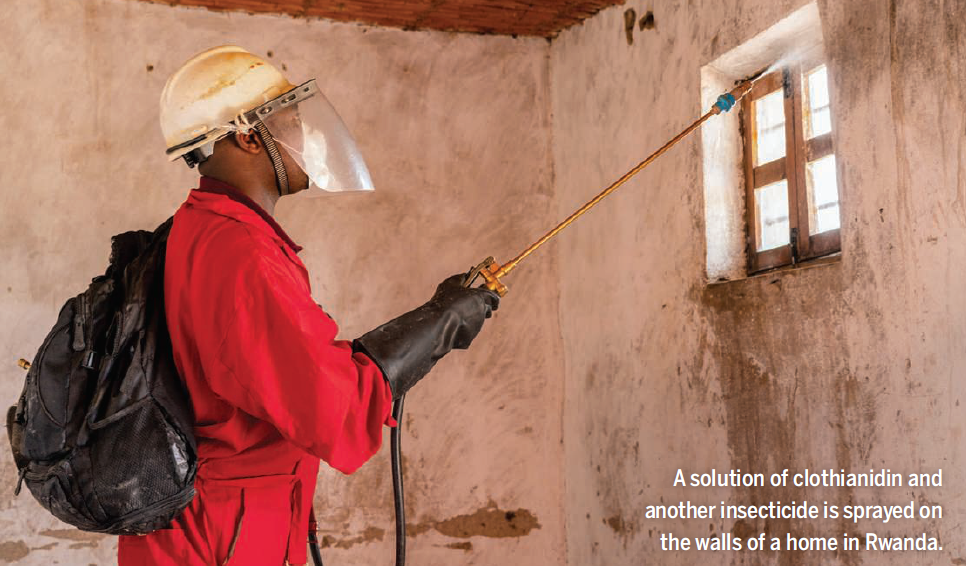 A solution of clothianidin and
another insecticide is sprayed on
the walls of a home in Rwanda.